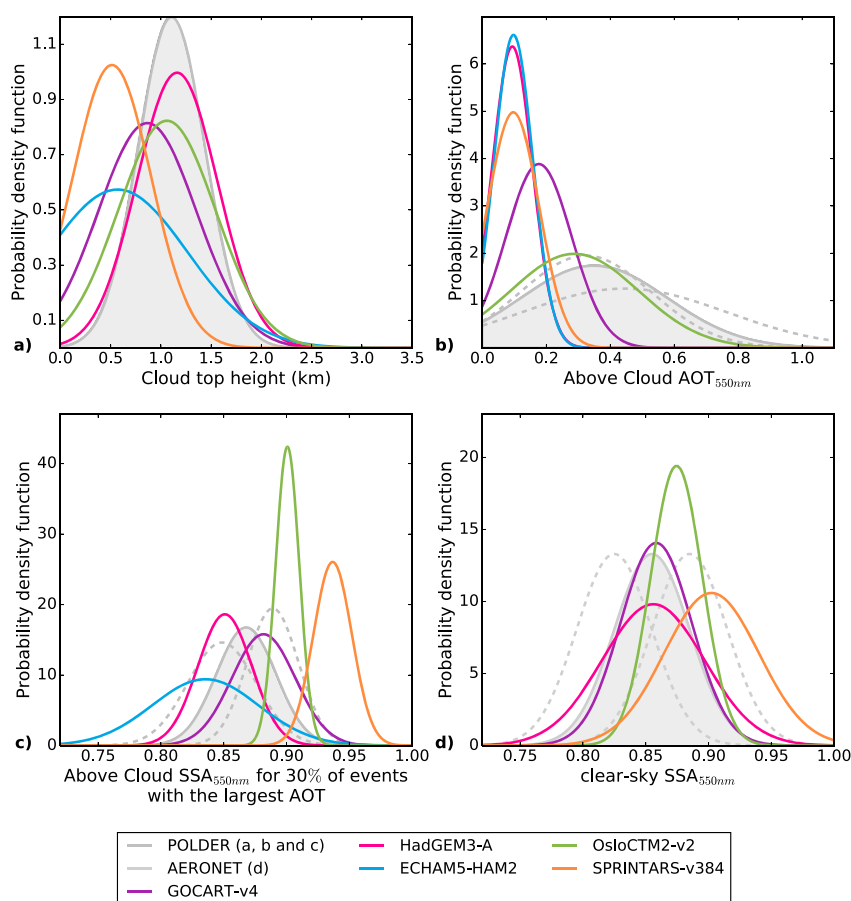 Probability density function
1.1
0.9
0.7
0.5
0.3
0.1
a)
0.0 0.5 1.0 1.5 2.0 2.5 3.0 3.5
Cloud top height (km)
Probability density function
6
5
4
3
2
1
b)
0.0 0.2 0.4 0.6 0.8 1.0
Above Cloud AOT550nm
Probability density function
40
30
20
10
0
c)
0.75 0.80 0.85 0.90 0.95 1.00
Above Cloud SSA550nm for 30% of events
with the largest AOT
Probability density function
20
15
10
5
0
d)
0.75 0.80 0.85 0.90 0.95 1.00
clear-sky SSA550nm
POLDER (a, b and c) HadGEM3-A OsloCTM2-v2
AERONET (d) ECHAM5-HAM2 SPRINTARS-v384
GOCART-v4